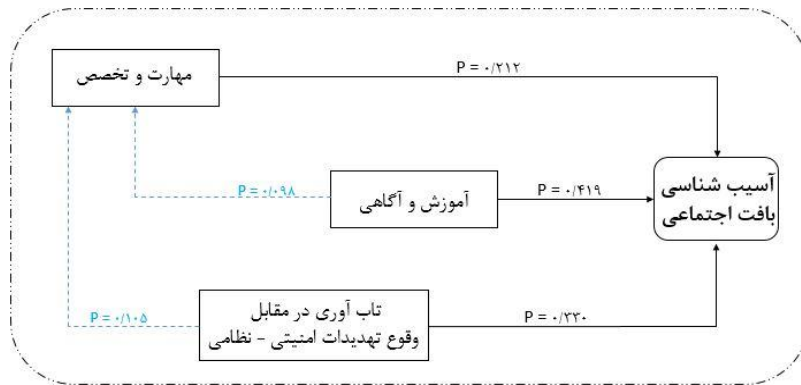 P = ۰/۲۱۲
مهارت و تخصص
P = ۰/۰۹۸
P = ۰/۴۱۹
آموزش و آگاهی
آسیب شناسی
بافت اجتماعی
P = ۰/۱۰۵
P = ۰/۳۳۰
تاب آوری در مقابل
وقوع تهدیدات امنیتی - نظامی